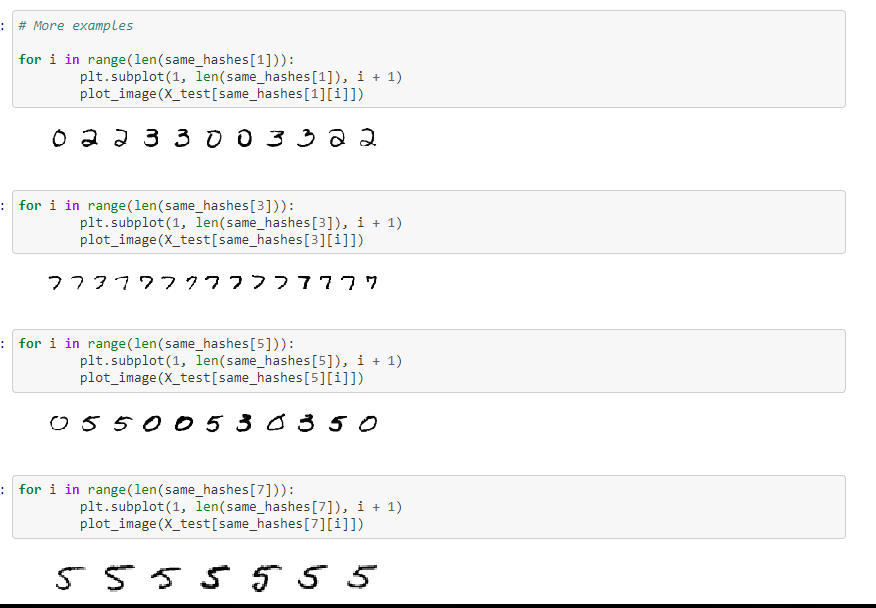 : # More examples
for i in range(len(same_hashes[1])):
plt.subplot(1, len(same_hashes[1]), i + 1)
plot_image(X_test[same_hashes[1][i]])
0 2 2 3 3 0 0 3 3 2 2
: for i in range(len(same_hashes[3])):
plt.subplot(1, len(same_hashes[3]), i + 1)
plot_image(X_test[same_hashes[3][i]])
7 7 7 7 7 7 7 7 7 7 7 7 7 7 7
: for i in range(len(same_hashes[5])):
plt.subplot(1, len(same_hashes[5]), i + 1)
plot_image(X_test[same_hashes[5][i]])
0 5 5 0 0 5 3 0 3 5 0
: for i in range(len(same_hashes[7])):
plt.subplot(1, len(same_hashes[7]), i + 1)
plot_image(X_test[same_hashes[7][i]])
5 5 5 5 5 5 5